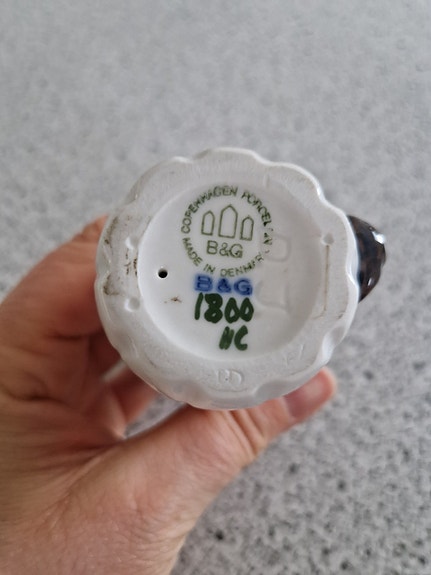 COPENHAGEN PORCELAIN
B&G
MADE IN DENMARK
B&G
1800
HC